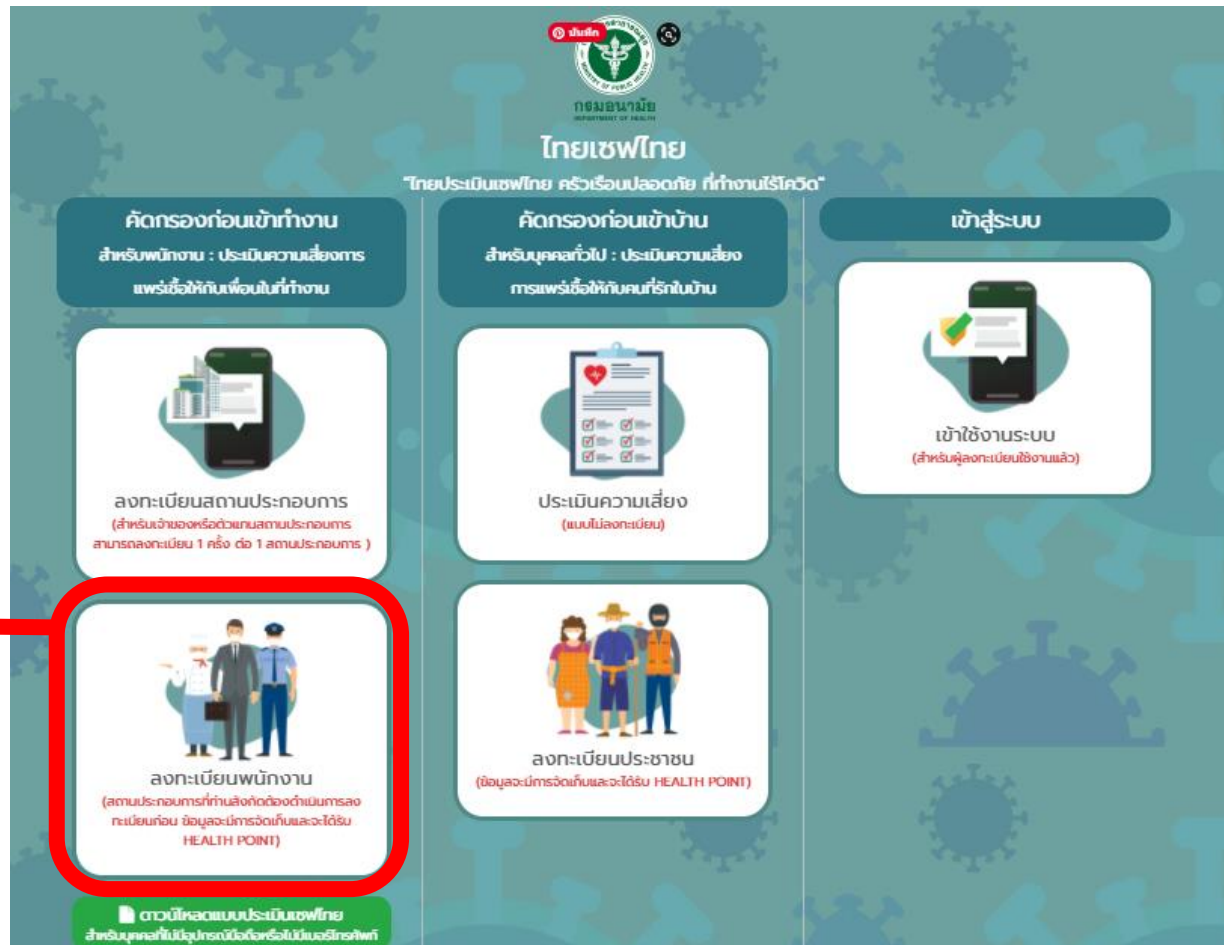 บันทึก
MINISTRY OF PUBLIC HEALTH
กรมอนามัย
DEPARTMENT OF HEALTH
ไทยเซฟไทย
"ไทยประเมินเซฟไทย ครัวเรือนปลอดภัย ที่ทำงานไร้โควิด"
คัดกรองก่อนเข้าทำงาน
สำหรับพนักงาน : ประเมินความเสี่ยงการ
แพร่เชื้อให้กับเพื่อนในที่ทำงาน
ลงทะเบียนสถานประกอบการ
(สำหรับเจ้าของหรือตัวแทนสถานประกอบการ
สามารถลงทะเบียน 1 ครั้ง ต่อ 1 สถานประกอบการ )
ลงทะเบียนพนักงาน
(สถานประกอบการที่ท่านสังกัดต้องดำเนินการลง
ทะเบียนก่อน ข้อมูลจะมีการจัดเก็บและจะได้รับ
HEALTH POINT)
ดาวน์โหลดแบบประเมินเซฟไทย
สำหรับบุคคลที่ไม่มีอุปกรณ์มือถือหรือไม่มีเบอร์โทรศัพท์
คัดกรองก่อนเข้าบ้าน
สำหรับบุคคลทั่วไป : ประเมินความเสี่ยง
การแพร่เชื้อให้กับคนที่รักในบ้าน
ประเมินความเสี่ยง
(แบบไม่ลงทะเบียน)
ลงทะเบียนประชาชน
(ข้อมูลจะมีการจัดเก็บและจะได้รับ HEALTH POINT)
เข้าสู่ระบบ
เข้าใช้งานระบบ
(สำหรับผู้ลงทะเบียนใช้งานแล้ว)